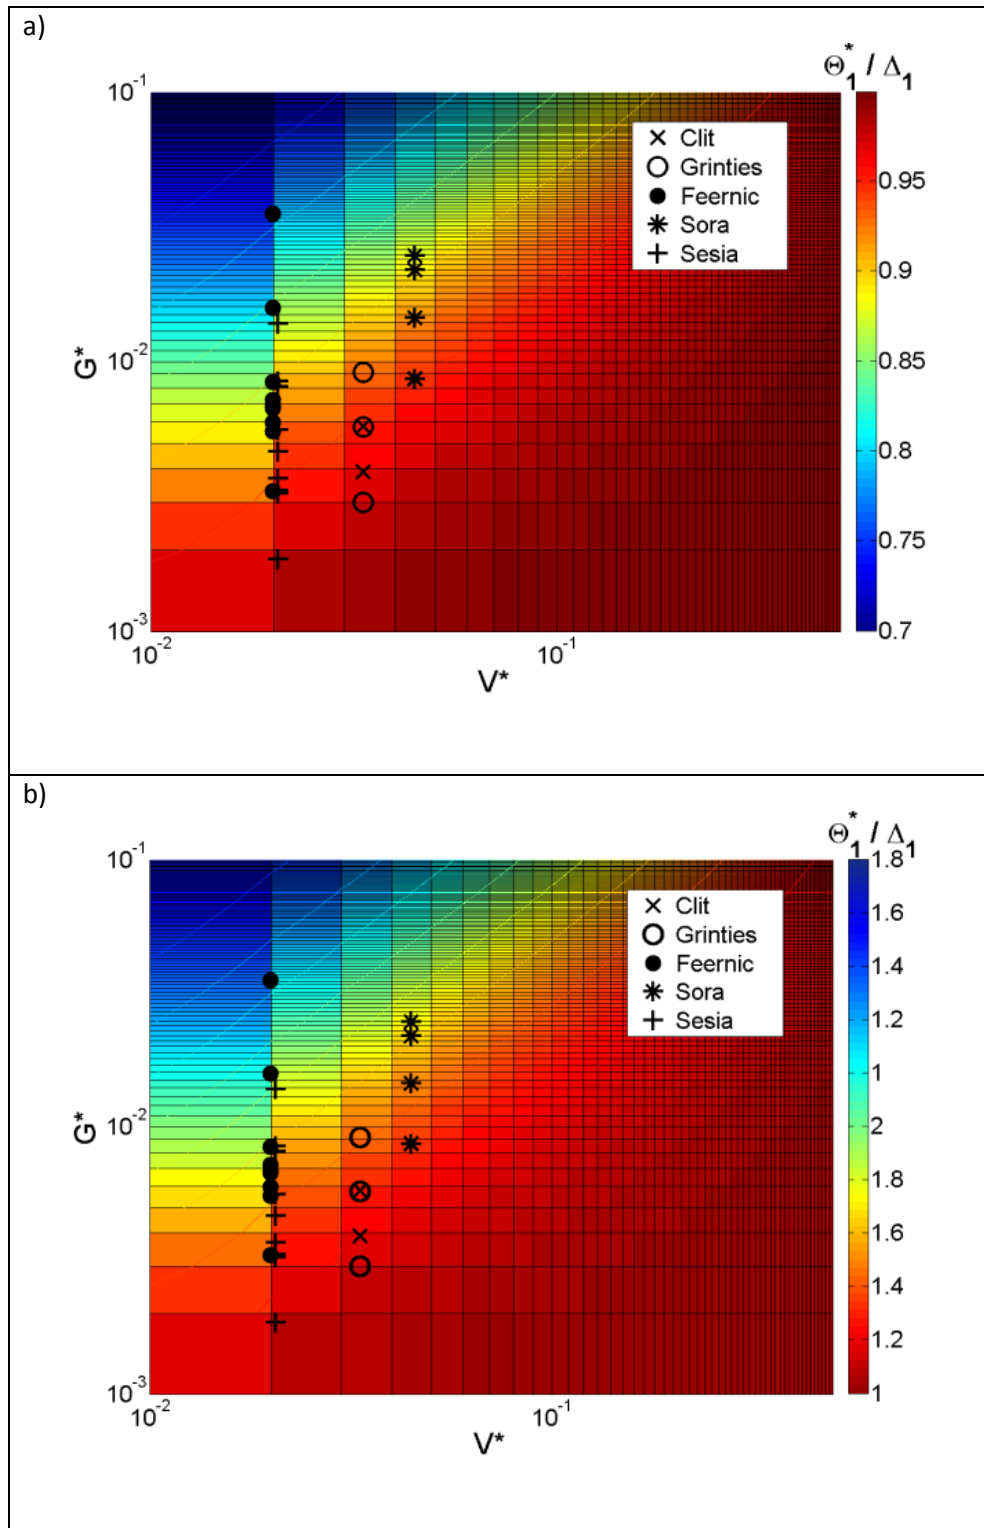 a)
Θ₁* / Δ₁
10⁻¹
Clit
Grinties
Feernic
Sora
Sesia
0.95
0.9
0.85
0.8
0.75
0.7
G*
10⁻²
10⁻³
10⁻²
10⁻¹
V*
b)
Θ₁* / Δ₁
10⁻¹
Clit
Grinties
Feernic
Sora
Sesia
1.8
1.6
1.4
1.2
1
2
1.8
1.6
1.4
1.2
1
G*
10⁻²
10⁻³
10⁻²
10⁻¹
V*